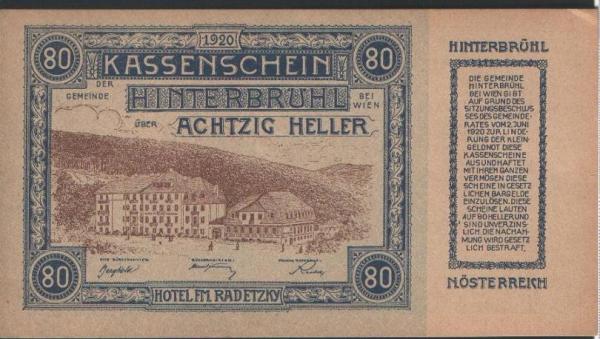 1920
80
80
KASSENSCHEIN
DER
GEMEINDE
HINTERBRÜHL
BEI
WIEN
ÜBER
ACHTZIG HELLER
80
80
HOTEL F.M. RADETZKY
HINTERBRÜHL
DIE GEMEINDE
HINTERBRÜHL
BEI WIEN GIBT
AUF GRUND DES
SITZUNGSBESCHLUS
SES DES GEMEINDE-
RATES VOM 2. JUNI
1920 ZUR LINDE
RUNG DER KLEIN-
GELDNOT DIESE
KASSENSCHEINE
AUS UND HAFTET
MIT IHREM GANZEN
VERMÖGEN DIESE
SCHEINE IN GESETZ
LICHEN BARGELDE
EINZULÖSEN. DIESE
SCHEINE LAUTEN
AUF 80 HELLER UND
SIND UNVERZINS-
LICH. DIE NACHAH-
MUNG WIRD GESETZ
LICH BESTRAFT.
N.ÖSTERREICH